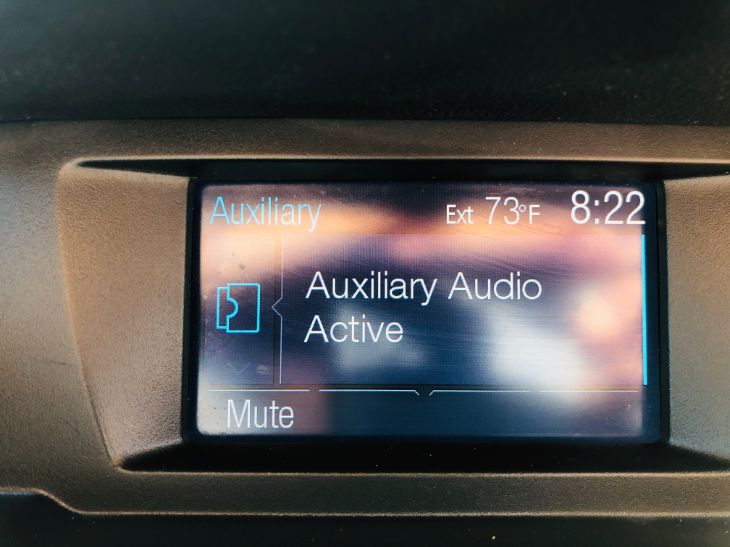 Auxiliary Ext 73°F 8:22
Auxiliary Audio
Active
Mute